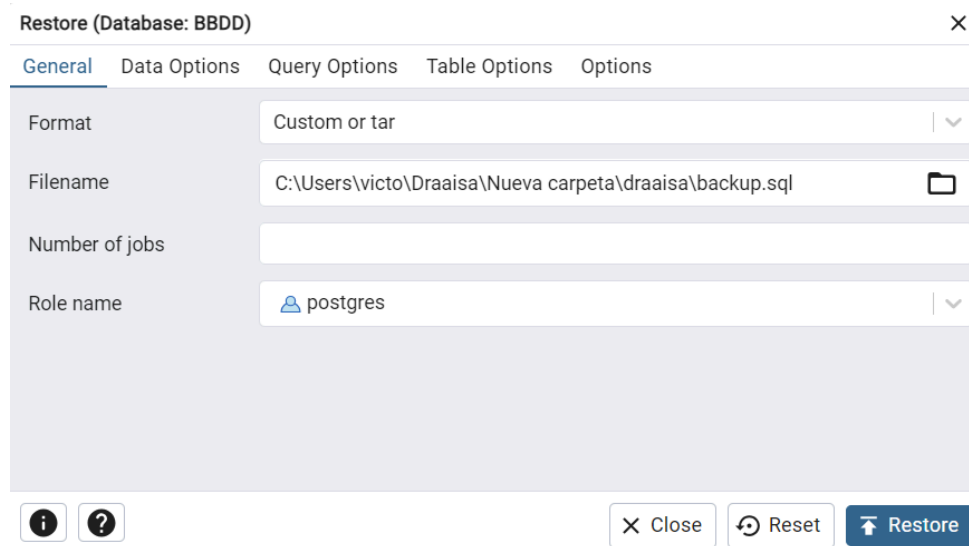 Restore (Database: BBDD)
General Data Options Query Options Table Options Options
Format Custom or tar
Filename C:\Users\victo\Draaisa\Nueva carpeta\draaisa\backup.sql
Number of jobs
Role name postgres
Close Reset Restore